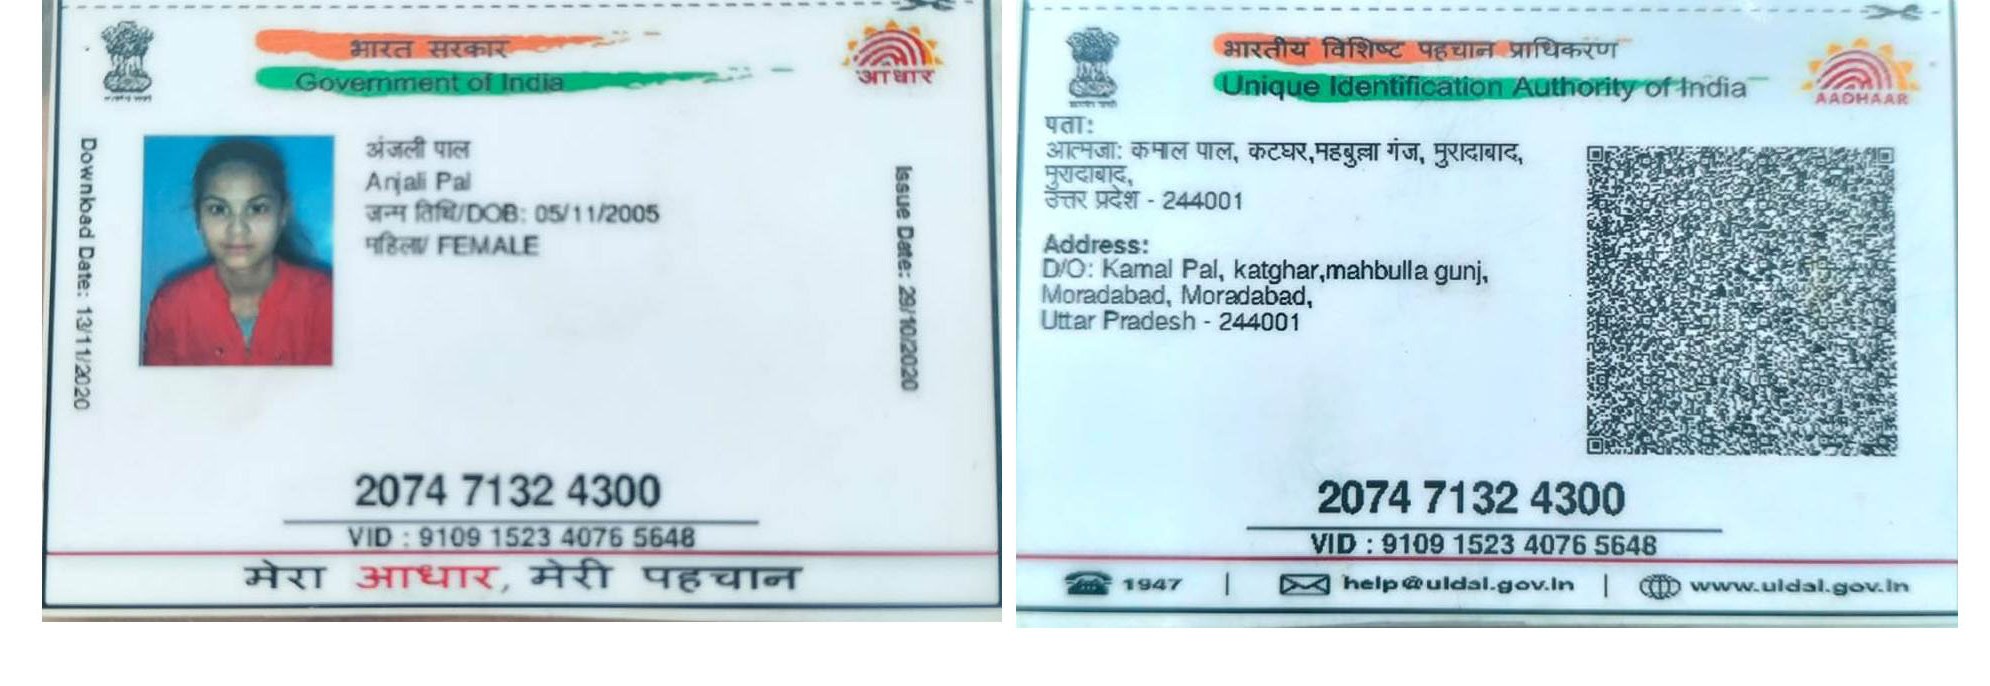 भारत सरकार
Government of India
आधार
Download Date: 13/11/2020
अंजली पाल
Anjali Pal
जन्म तिथि/DOB: 05/11/2005
महिला/ FEMALE
Issue Date: 29/10/2020
2074 7132 4300
VID : 9109 1523 4076 5648
मेरा आधार, मेरी पहचान
भारतीय विशिष्ट पहचान प्राधिकरण
Unique Identification Authority of India
AADHAAR
पता:
आत्मजा: कमाल पाल, कटघर,महबुल्ला गंज, मुरादाबाद,
मुरादाबाद,
उत्तर प्रदेश - 244001
Address:
D/O: Kamal Pal, katghar,mahbulla gunj,
Moradabad, Moradabad,
Uttar Pradesh - 244001
2074 7132 4300
VID : 9109 1523 4076 5648
1947 | help@uidai.gov.in | www.uidai.gov.in